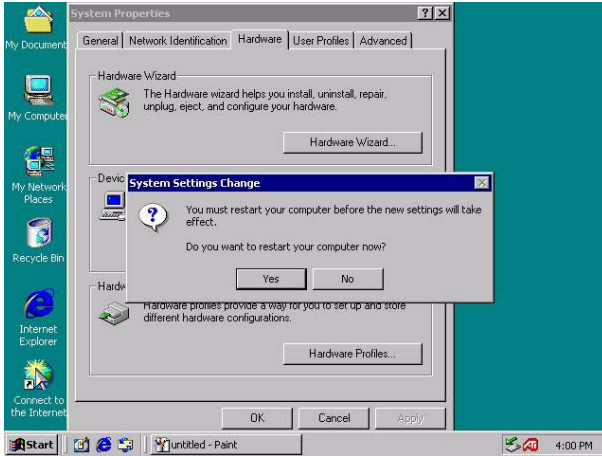 System Properties
My Document
General
Network Identification
Hardware
User Profiles
Advanced
Hardware Wizard
The Hardware wizard helps you install, uninstall, repair,
unplug, eject, and configure your hardware.
My Computer
Hardware Wizard...
Devic
System Settings Change
My Network
Places
You must restart your computer before the new settings will take
effect.
Do you want to restart your computer now?
Recycle Bin
Yes
No
Hardw
Hardware profiles provide a way for you to set up and store
different hardware configurations.
Internet
Explorer
Hardware Profiles...
Connect to
the Internet
OK
Cancel
Apply
Start
untitled - Paint
4:00 PM